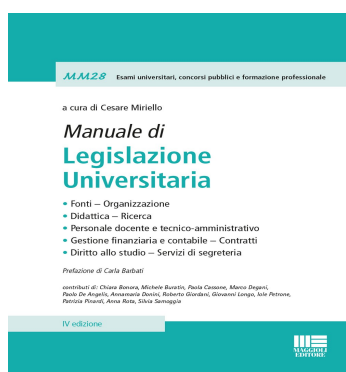 MM28 Esami universitari, concorsi pubblici e formazione professionale
a cura di Cesare Miriello
Manuale di
Legislazione
Universitaria
• Fonti – Organizzazione
• Didattica – Ricerca
• Personale docente e tecnico-amministrativo
• Gestione finanziaria e contabile – Contratti
• Diritto allo studio – Servizi di segreteria
Prefazione di Carla Barbati
contributi di: Chiara Bonora, Michele Buratin, Paola Cassone, Marco Degani,
Paolo De Angelis, Annamaria Donini, Roberto Giordani, Giovanni Longo, Iole Petrone,
Patrizia Pinardi, Anna Rota, Silvia Samoggia
IV edizione
MAGGIOLI
EDITORE